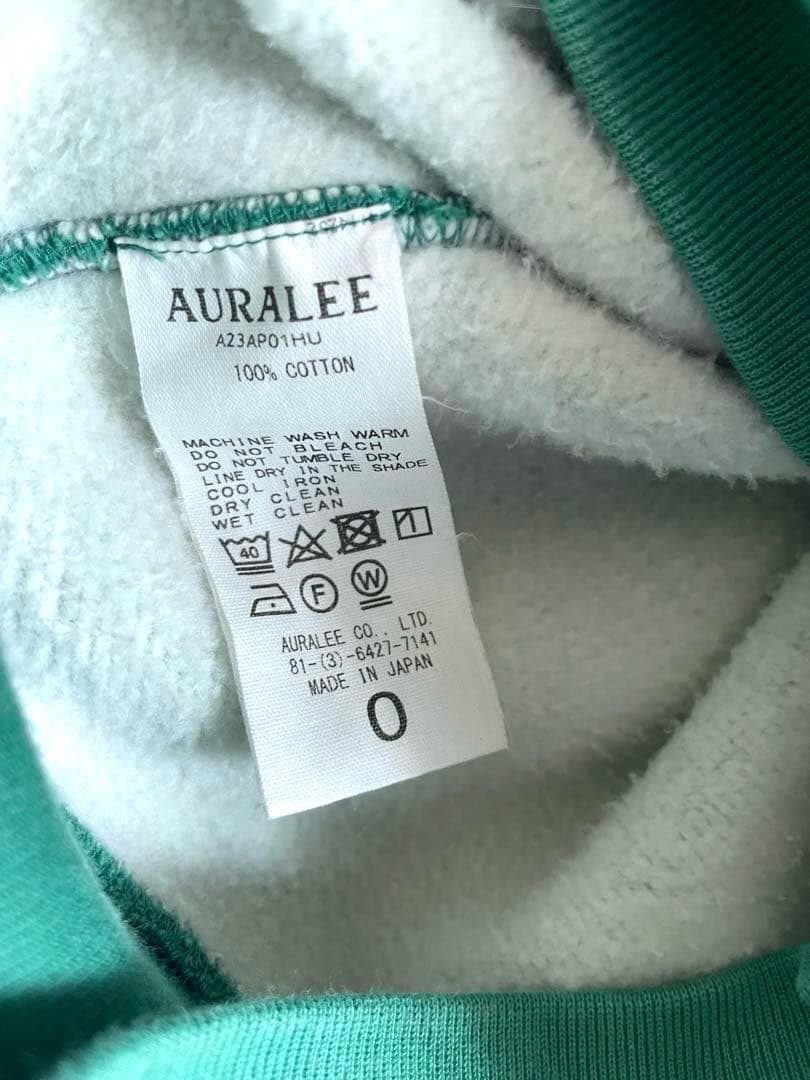 AURALEE
A23AP01HU
100% COTTON
MACHINE WASH WARM
DO NOT BLEACH
DO NOT TUMBLE DRY
LINE DRY IN THE SHADE
COOL IRON
DRY CLEAN
WET CLEAN
40
F W
AURALEE CO., LTD.
81-(3)-6427-7141
MADE IN JAPAN
0